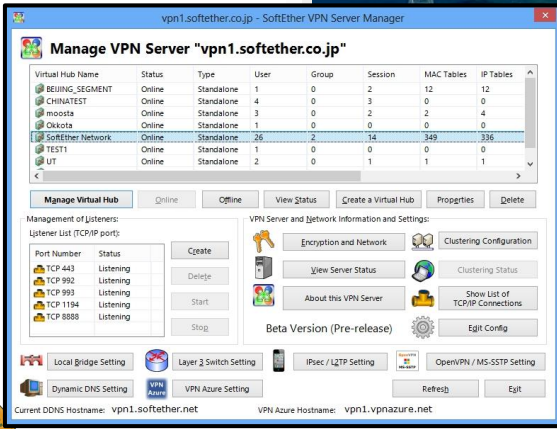 vpn1.softether.co.jp - SoftEther VPN Server Manager
Manage VPN Server "vpn1.softether.co.jp"
Virtual Hub Name Status Type User Group Session MAC Tables IP Tables
BEIJING_SEGMENT Online Standalone 1 0 2 12 12
CHINATEST Online Standalone 4 0 3 0 0
moosta Online Standalone 3 0 2 2 4
Okkota Online Standalone 1 0 0 0 0
SoftEther Network Online Standalone 26 2 14 349 336
TEST1 Online Standalone 1 0 0 0 0
UT Online Standalone 2 0 1 1 1
Manage Virtual Hub Online Offline View Status Create a Virtual Hub Properties Delete
Management of Listeners: VPN Server and Network Information and Settings:
Listener List (TCP/IP port):
Port Number Status
TCP 443 Listening
TCP 992 Listening
TCP 993 Listening
TCP 1194 Listening
TCP 8888 Listening
Create
Delete
Start
Stop
Encryption and Network Clustering Configuration
View Server Status Clustering Status
About this VPN Server Show List of
TCP/IP Connections
Beta Version (Pre-release) Edit Config
Local Bridge Setting Layer 3 Switch Setting IPsec / L2TP Setting OpenVPN / MS-SSTP Setting
Dynamic DNS Setting VPN Azure VPN Azure Setting Refresh Exit
Current DDNS Hostname: vpn1.softether.net VPN Azure Hostname: vpn1.vpnazure.net